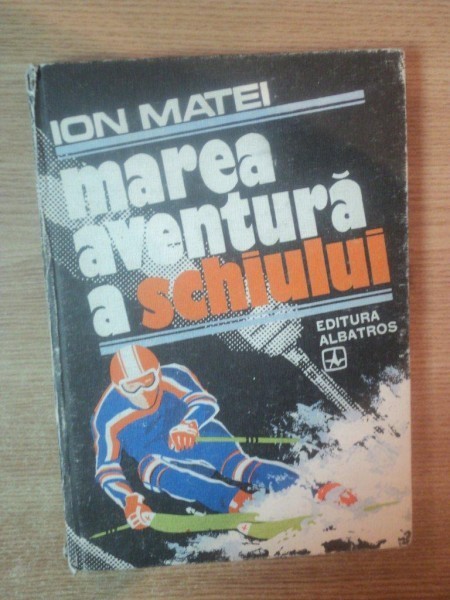 ION MATEI
marea
aventură
a schiului
EDITURA
ALBATROS